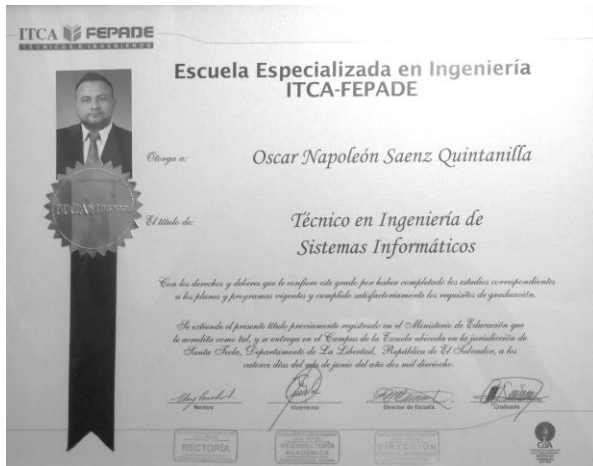 ITCA FEPADE
TÉCNICOS E INGENIEROS
Escuela Especializada en Ingeniería
ITCA-FEPADE
Otorga a:
Oscar Napoleón Saenz Quintanilla
El título de:
Técnico en Ingeniería de
Sistemas Informáticos
Con los derechos y deberes que le confiere este grado por haber completado los estudios correspondientes
a los planes y programas vigentes y cumplido satisfactoriamente los requisitos de graduación.
Se extiende el presente título previamente registrado en el Ministerio de Educación que
le acredita como tal, y se entrega en el Campus de la Escuela ubicada en la jurisdicción de
Santa Tecla, Departamento de La Libertad, República de El Salvador, a los
catorce días del mes de junio del año dos mil dieciocho.
Rectora
Vicerrector
Director de Escuela
Graduado
RECTORÍA
VICERRECTORÍA
ACADÉMICA
DIRECCIÓN
CdA